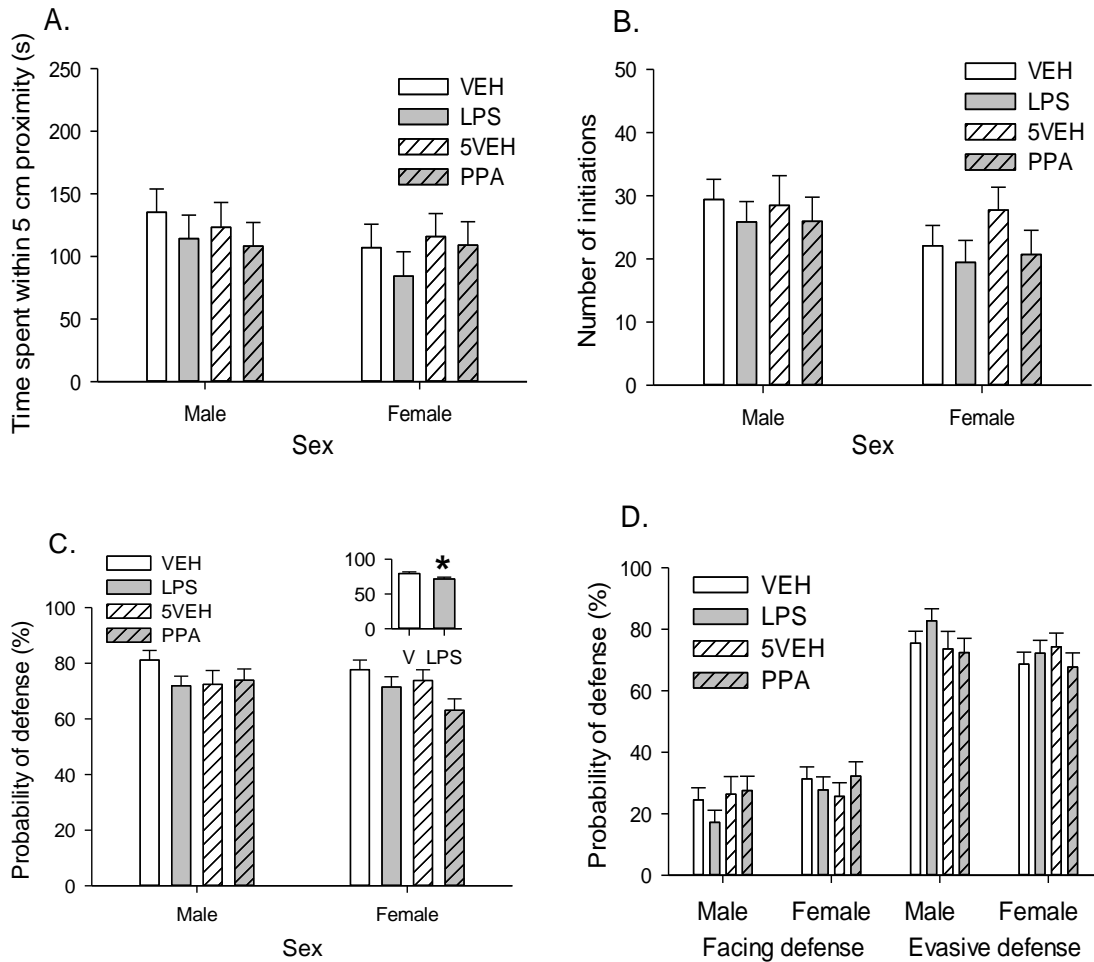 A.
Time spent within 5 cm proximity (s)
250
200
150
100
50
0
VEH
LPS
5VEH
PPA
Male
Female
Sex
B.
Number of initiations
50
40
30
20
10
0
VEH
LPS
5VEH
PPA
Male
Female
Sex
C.
Probability of defense (%)
100
80
60
40
20
0
VEH
LPS
5VEH
PPA
100
50
0
*
V LPS
Male
Female
Sex
D.
Probability of defense (%)
100
80
60
40
20
0
VEH
LPS
5VEH
PPA
Male Female Male Female
Facing defense Evasive defense